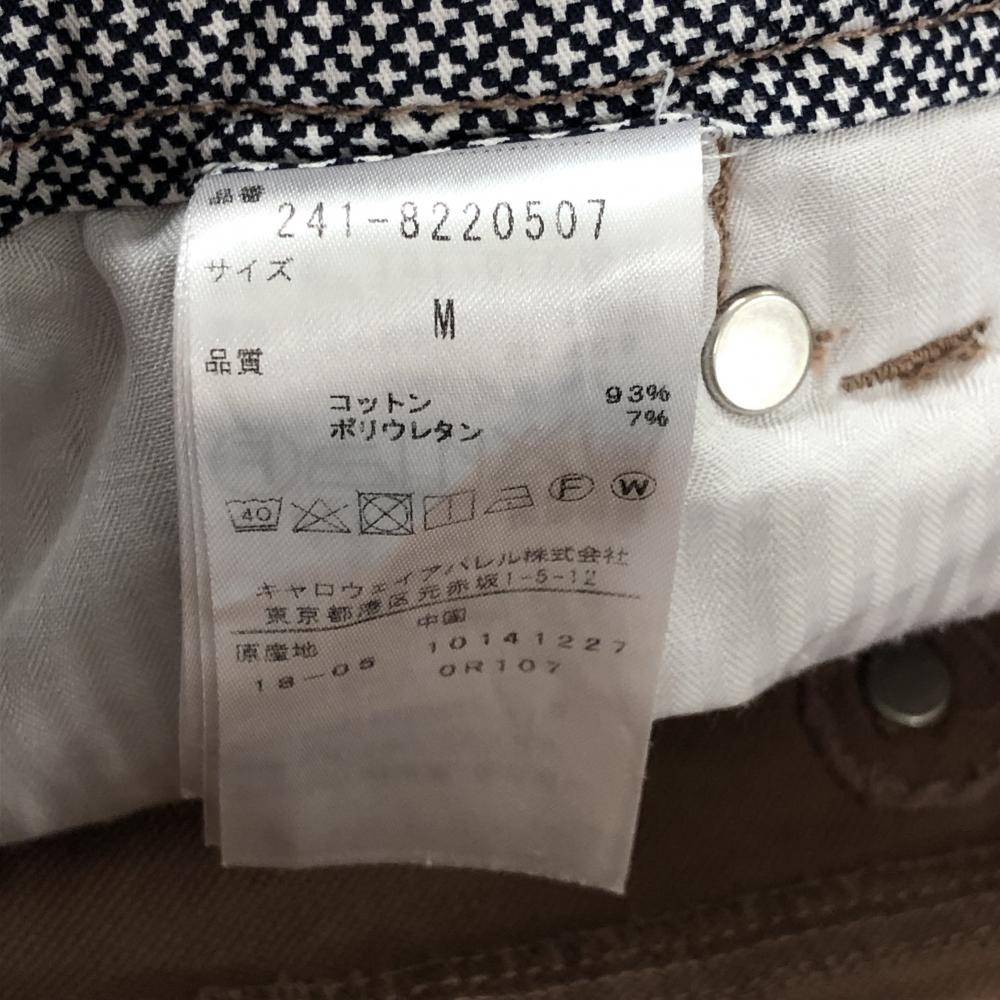 品番
241-8220507
サイズ
M
品質
コットン 93%
ポリウレタン 7%
40 F W
キャロウェイアパレル株式会社
東京都港区元赤坂1-5-12
原産地 中国
10141227
18-05 0R107